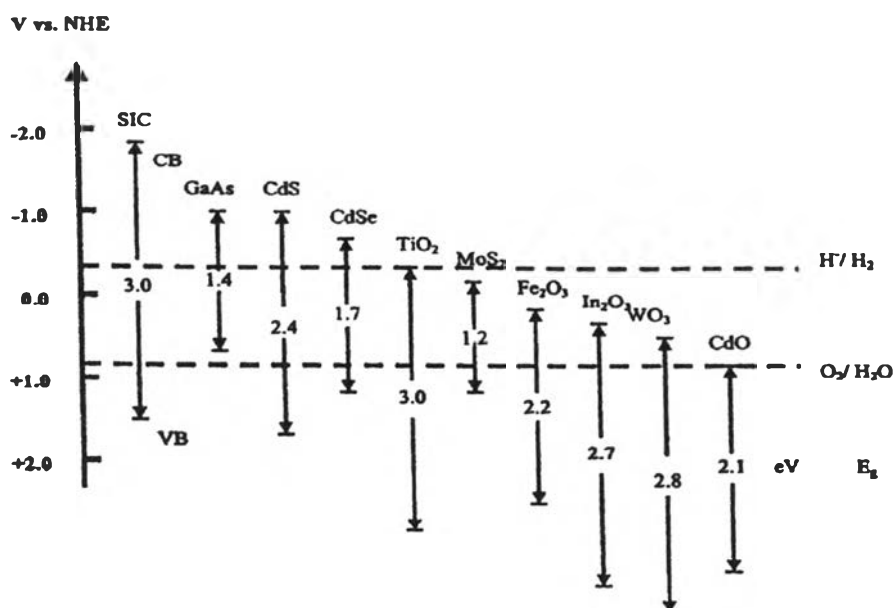 V vs. NHE
-2.0
SIC
CB
GaAs
CdS
-1.0
CdSe
TiO₂
MoS₂
H⁺/ H₂
3.0
1.4
0.0
Fe₂O₃
In₂O₃
WO₃
2.4
1.7
1.2
CdO
O₂/ H₂O
+1.0
3.0
2.2
VB
+2.0
2.7
2.8
2.1
eV
Eg